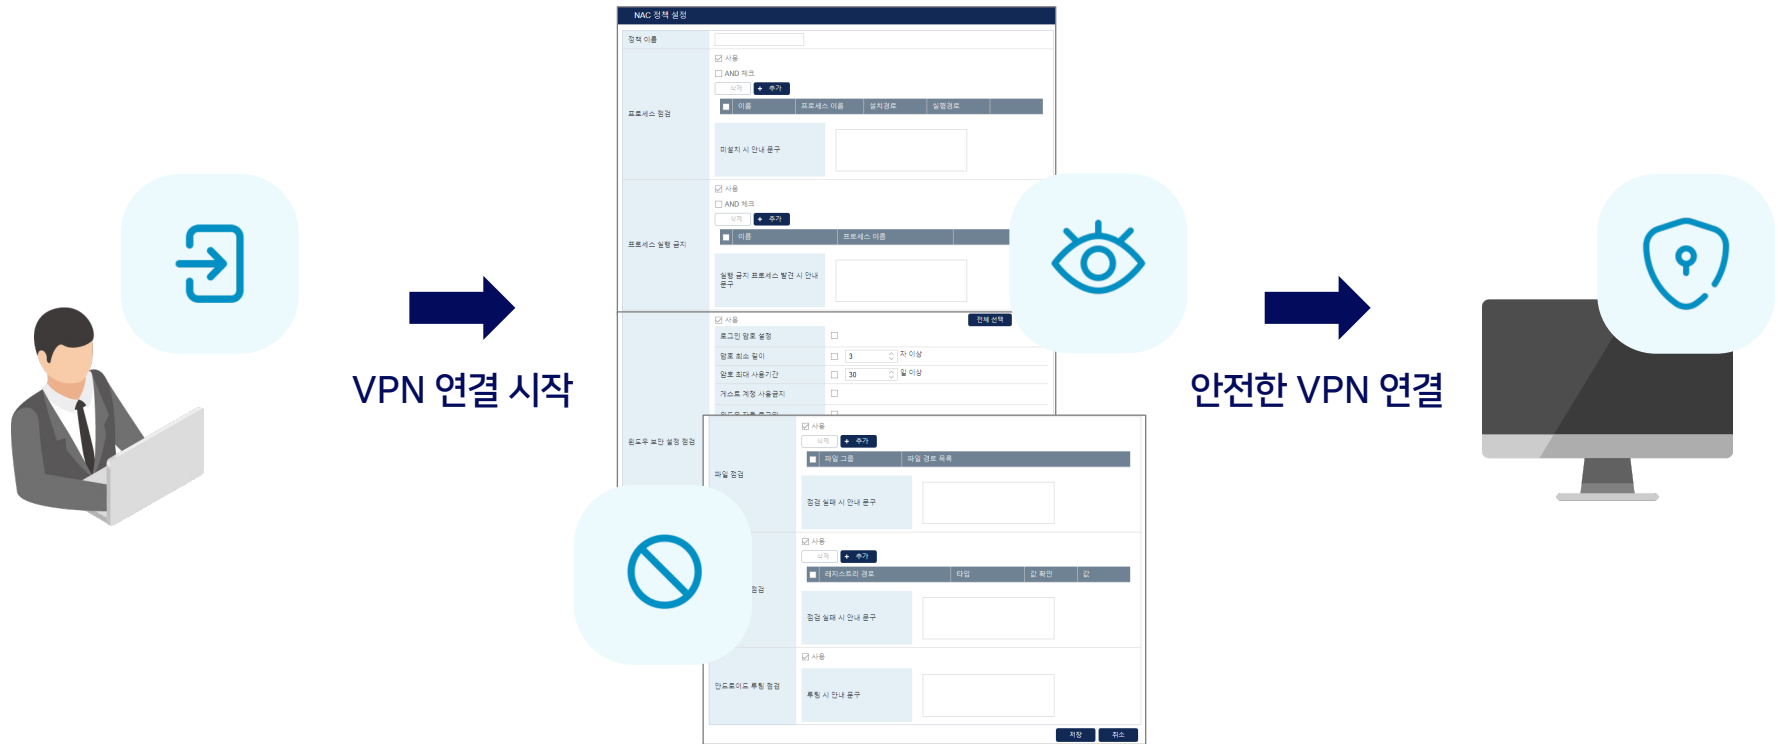 NAC 정책 설정
정책 이름
사용
AND 체크
삭제 + 추가
프로세스 점검
이름 프로세스 이름 설치경로 실행경로
미설치 시 안내 문구
사용
AND 체크
삭제 + 추가
프로세스 실행 금지
이름 프로세스 이름
실행 금지 프로세스 발견 시 안내
문구
사용 전체 선택
로그인 암호 설정
암호 최소 길이 3 자 이상
암호 최대 사용기간 30 일 이상
게스트 계정 사용금지
윈도우 보안 설정 점검
사용
삭제 + 추가
파일 점검
파일 그룹 파일 경로 목록
점검 실패 시 안내 문구
사용
삭제 + 추가
점검
레지스트리 경로 타입 값 확인 값
점검 실패 시 안내 문구
사용
안드로이드 루팅 점검
루팅 시 안내 문구
저장 취소
VPN 연결 시작
안전한 VPN 연결